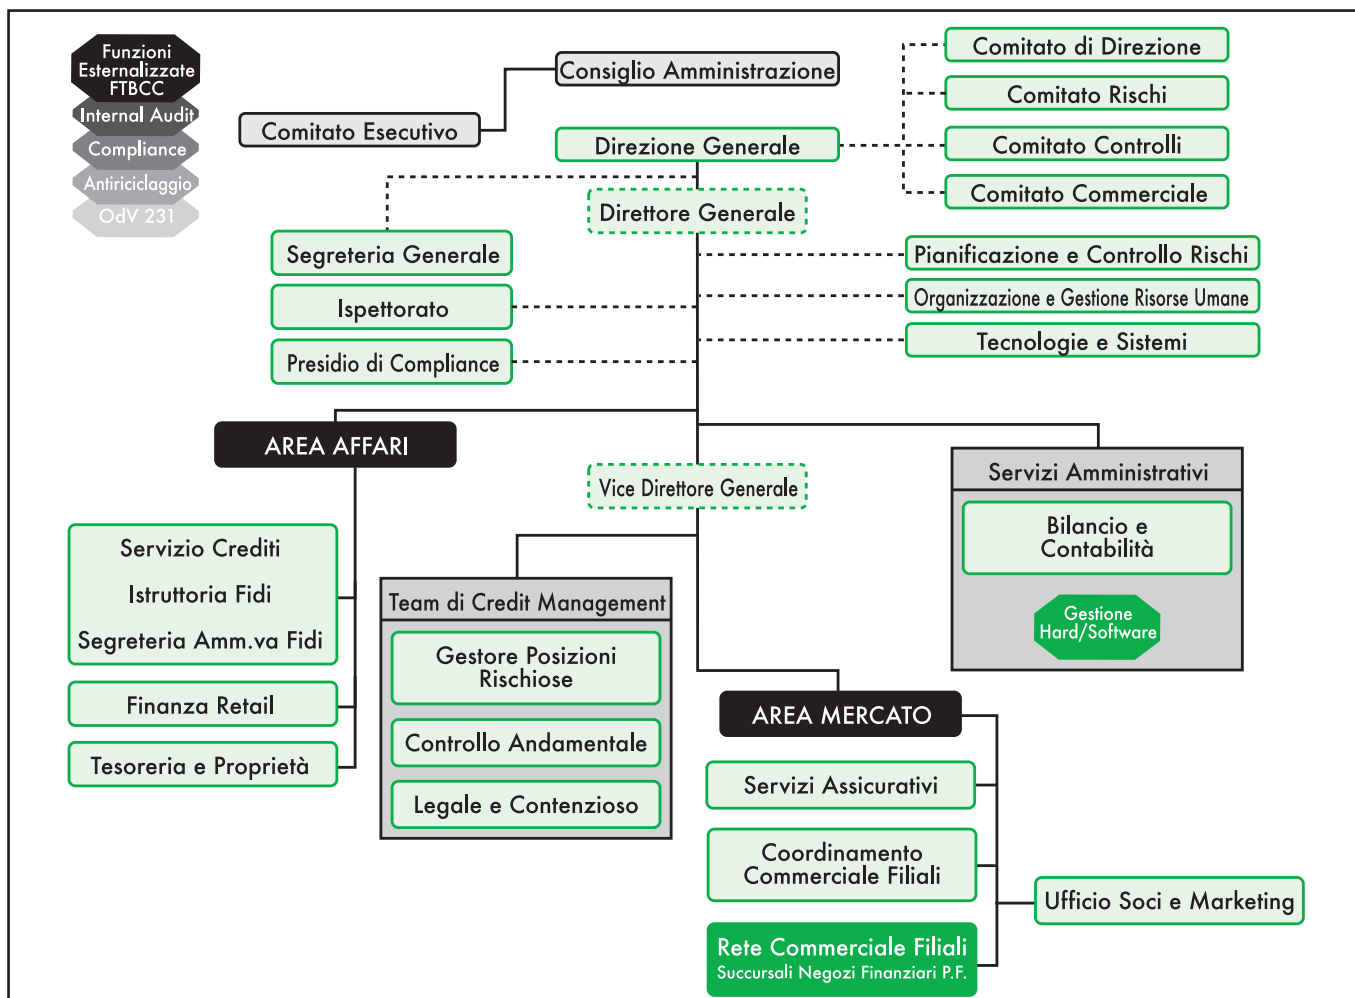 Funzioni
Esternalizzate
FTBCC
Internal Audit
Compliance
Antiriciclaggio
OdV 231
Consiglio Amministrazione
Comitato Esecutivo
Direzione Generale
Comitato di Direzione
Comitato Rischi
Comitato Controlli
Comitato Commerciale
Direttore Generale
Segreteria Generale
Ispettorato
Presidio di Compliance
Pianificazione e Controllo Rischi
Organizzazione e Gestione Risorse Umane
Tecnologie e Sistemi
AREA AFFARI
Servizio Crediti
Istruttoria Fidi
Segreteria Amm.va Fidi
Finanza Retail
Tesoreria e Proprietà
Vice Direttore Generale
Team di Credit Management
Gestore Posizioni
Rischiose
Controllo Andamentale
Legale e Contenzioso
Servizi Amministrativi
Bilancio e
Contabilità
Gestione
Hard/Software
AREA MERCATO
Servizi Assicurativi
Coordinamento
Commerciale Filiali
Ufficio Soci e Marketing
Rete Commerciale Filiali
Succursali Negozi Finanziari P.F.